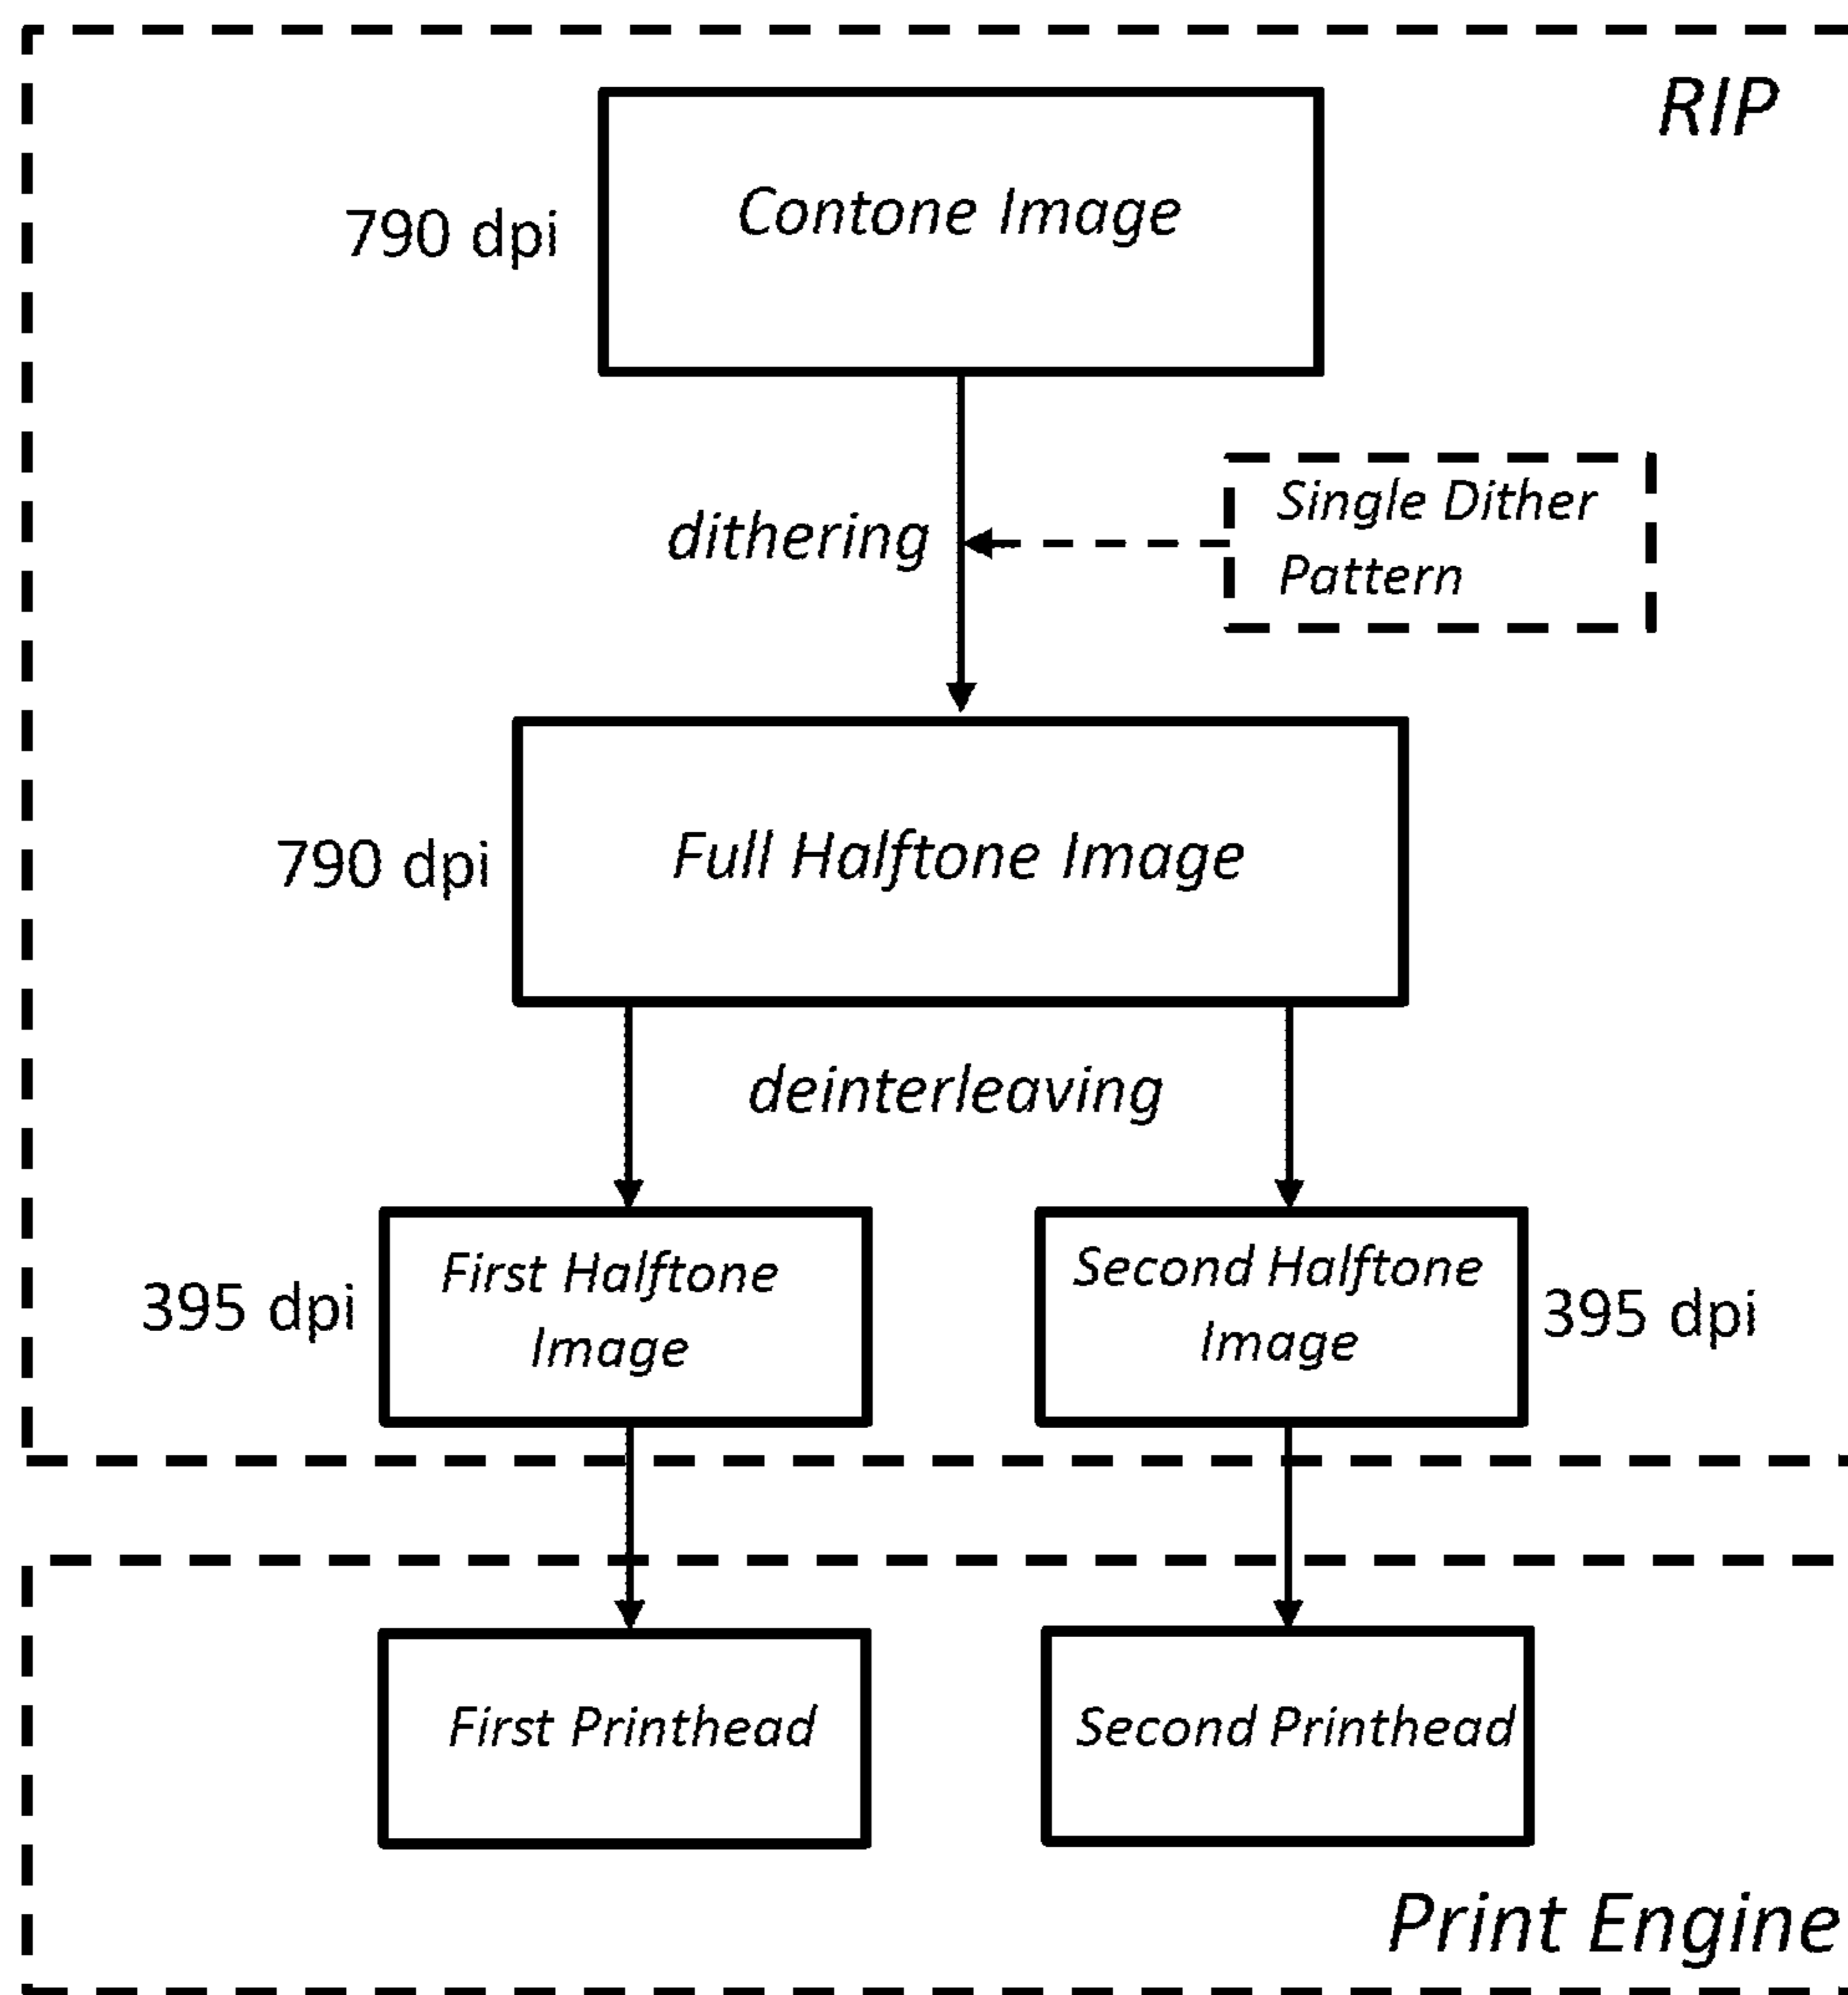 RIP
Contone Image
790 dpi
Single Dither
Pattern
dithering
Full Halftone Image
790 dpi
deinterleaving
First Halftone
Image
395 dpi
Second Halftone
Image
395 dpi
First Printhead
Second Printhead
Print Engine